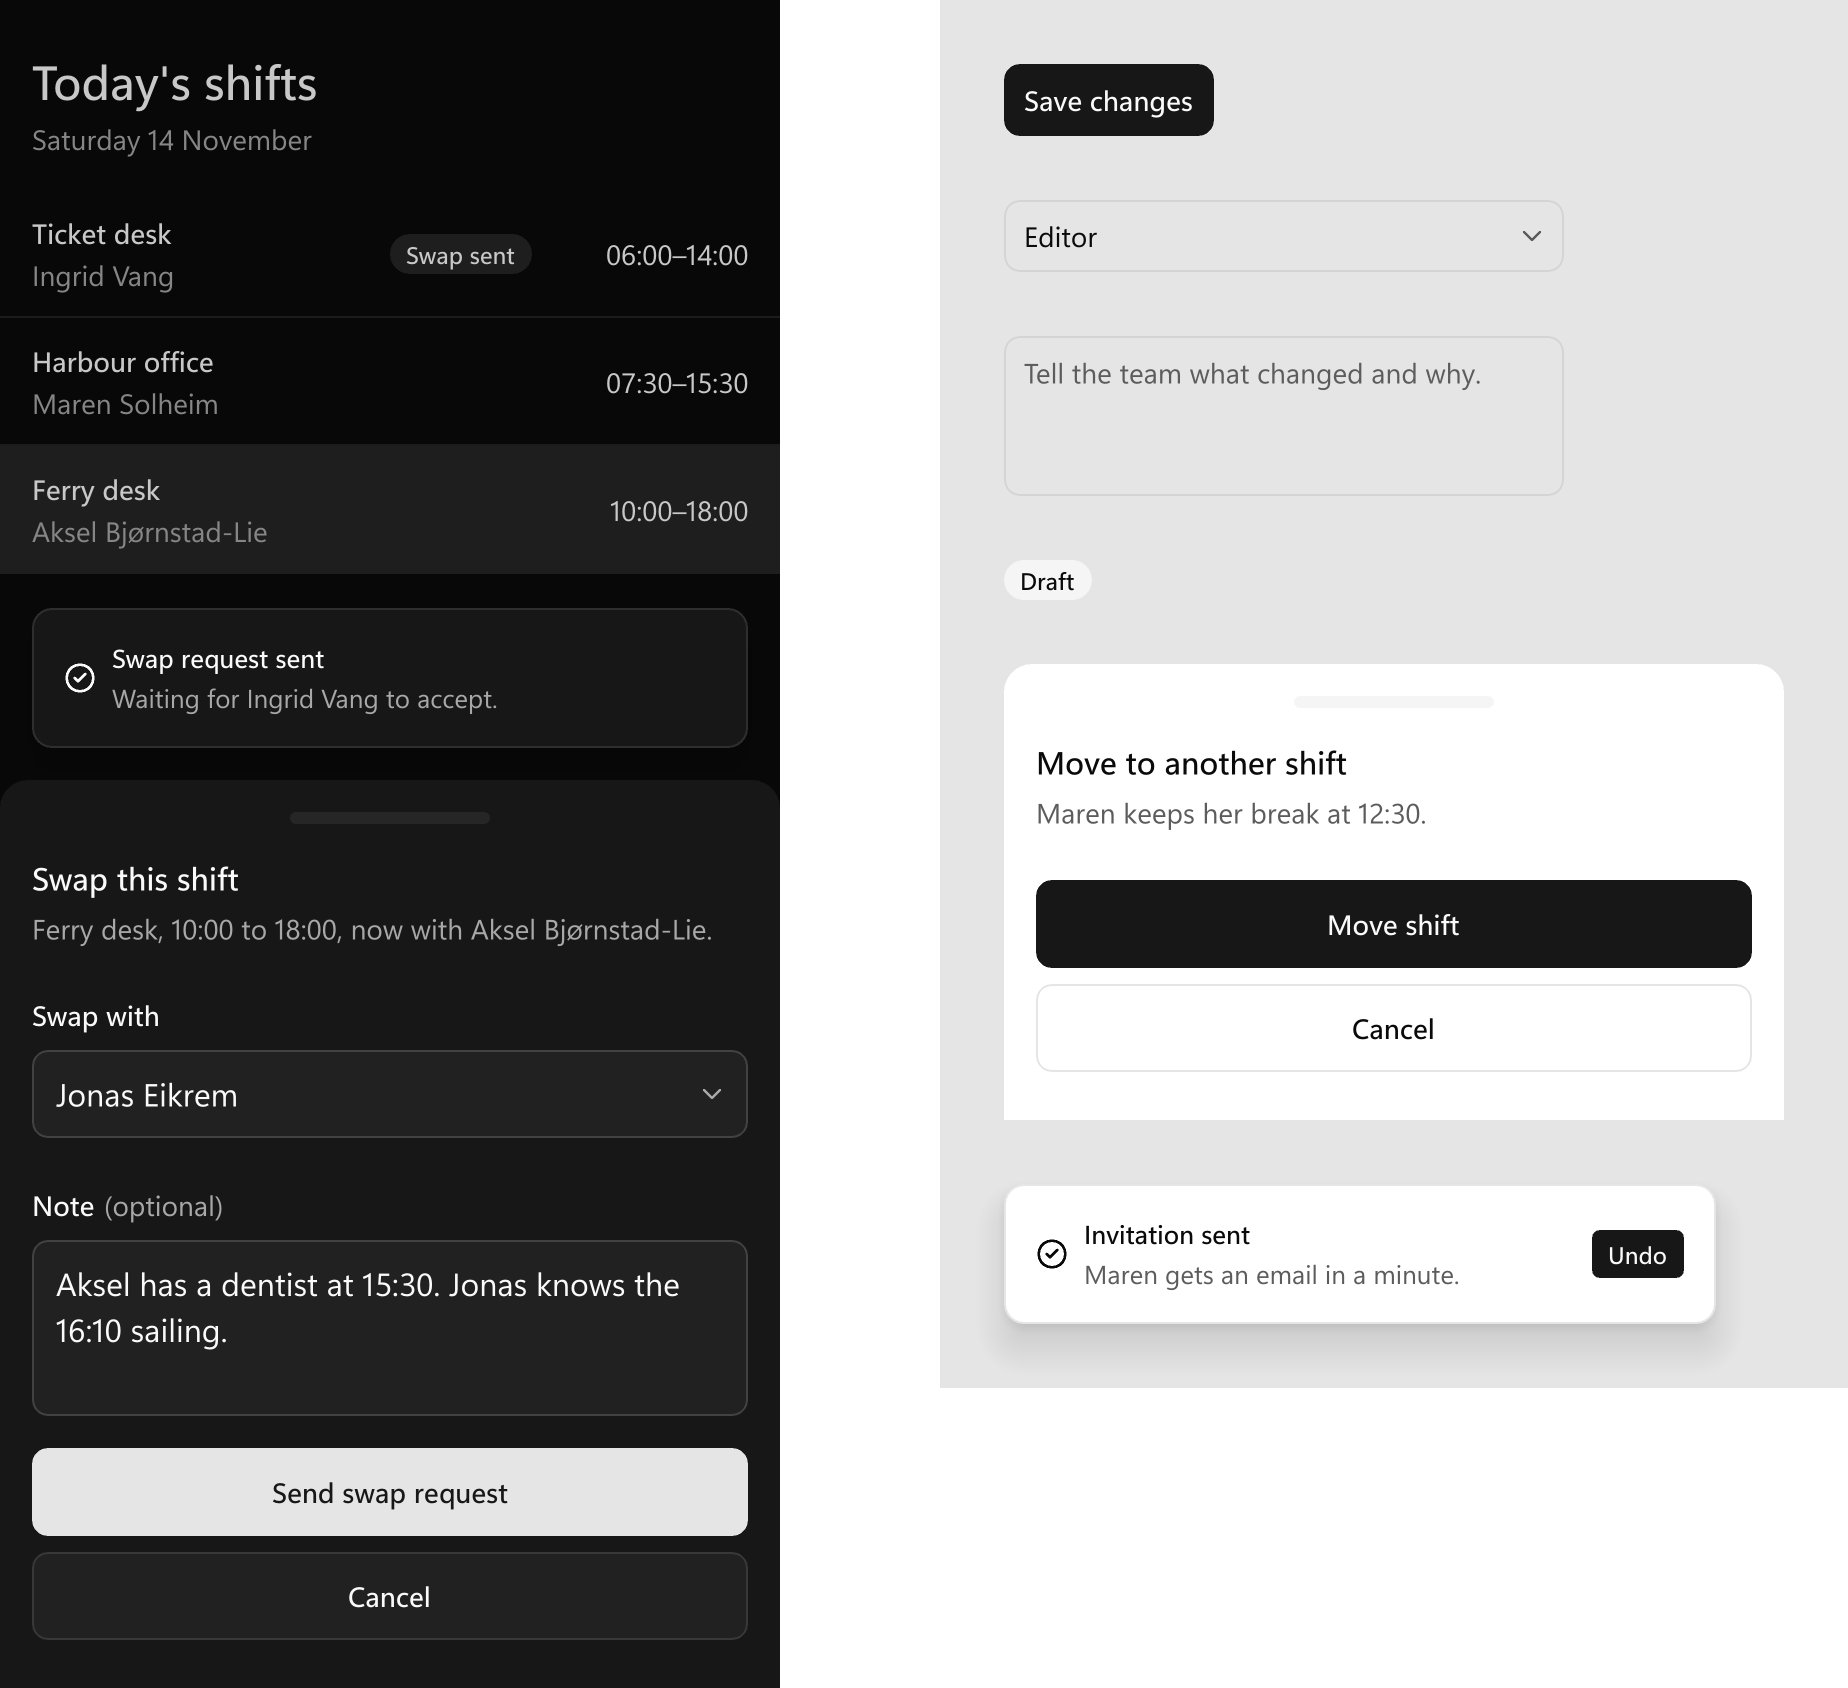 Today's shifts
Saturday 14 November
Ticket desk
Ingrid Vang
Swap sent
06:00–14:00
Harbour office
Maren Solheim
07:30–15:30
Ferry desk
Aksel Bjørnstad-Lie
10:00–18:00
Swap request sent
Waiting for Ingrid Vang to accept.
Swap this shift
Ferry desk, 10:00 to 18:00, now with Aksel Bjørnstad-Lie.
Swap with
Jonas Eikrem
Note (optional)
Aksel has a dentist at 15:30. Jonas knows the
16:10 sailing.
Send swap request
Cancel
Save changes
Editor
Tell the team what changed and why.
Draft
Move to another shift
Maren keeps her break at 12:30.
Move shift
Cancel
Invitation sent
Maren gets an email in a minute.
Undo